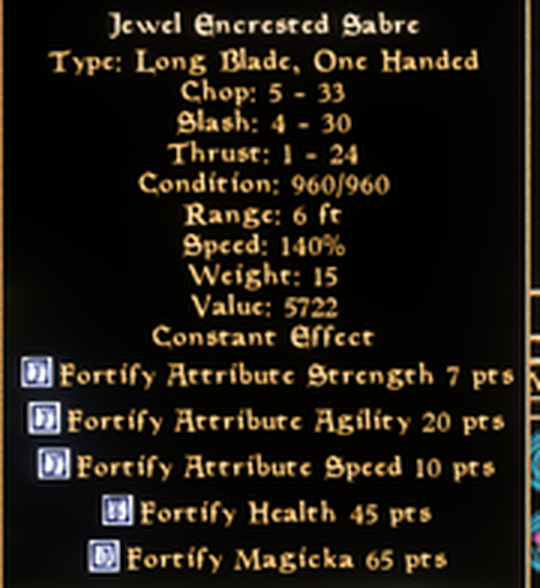 Jewel Encrested Sabre
Type: Long Blade, One Handed
Chop: 5 - 33
Slash: 4 - 30
Thrust: 1 - 24
Condition: 960/960
Range: 6 ft
Speed: 140%
Weight: 15
Value: 5722
Constant Effect
Fortify Attribute Strength 7 pts
Fortify Attribute Agility 20 pts
Fortify Attribute Speed 10 pts
Fortify Health 45 pts
Fortify Magicka 65 pts